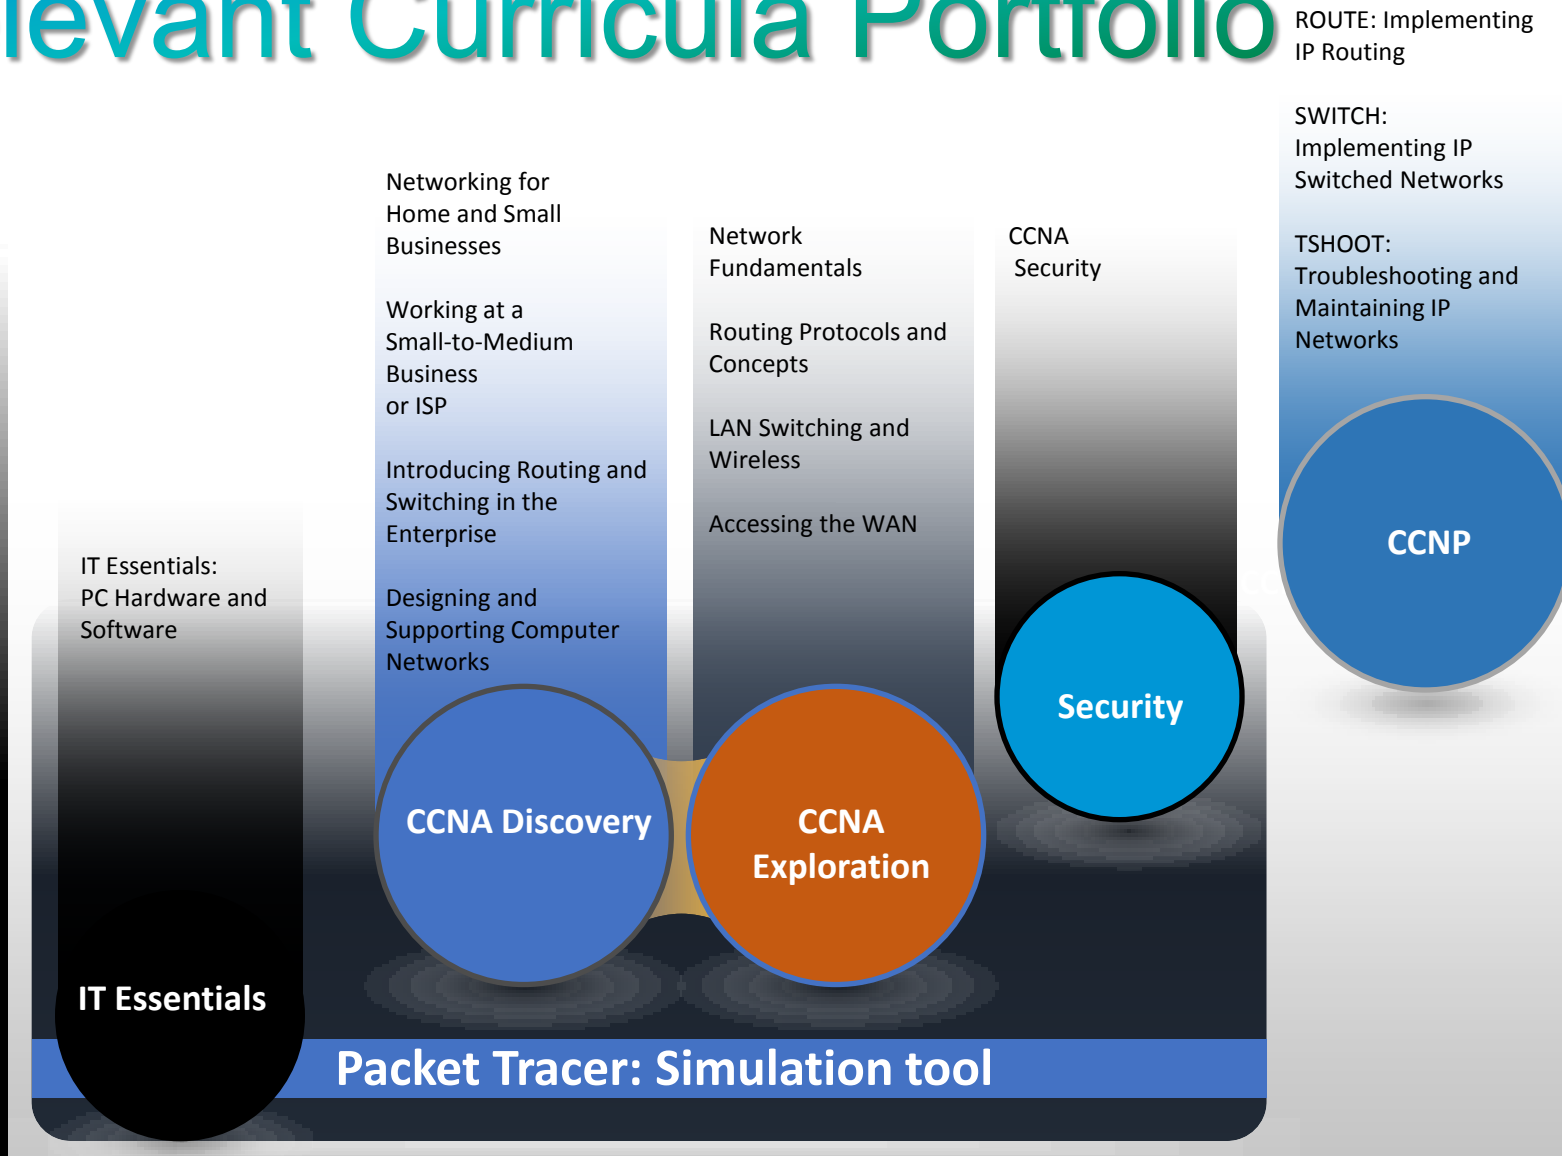 Curricula Portfolio
IT Essentials:
PC Hardware and
Software
IT Essentials
Networking for
Home and Small
Businesses
Working at a
Small-to-Medium
Business
or ISP
Introducing Routing and
Switching in the
Enterprise
Designing and
Supporting Computer
Networks
CCNA Discovery
Network
Fundamentals
Routing Protocols and
Concepts
LAN Switching and
Wireless
Accessing the WAN
CCNA
Exploration
CCNA
Security
Security
ROUTE: Implementing
IP Routing
SWITCH:
Implementing IP
Switched Networks
TSHOOT:
Troubleshooting and
Maintaining IP
Networks
CCNP
Packet Tracer: Simulation tool